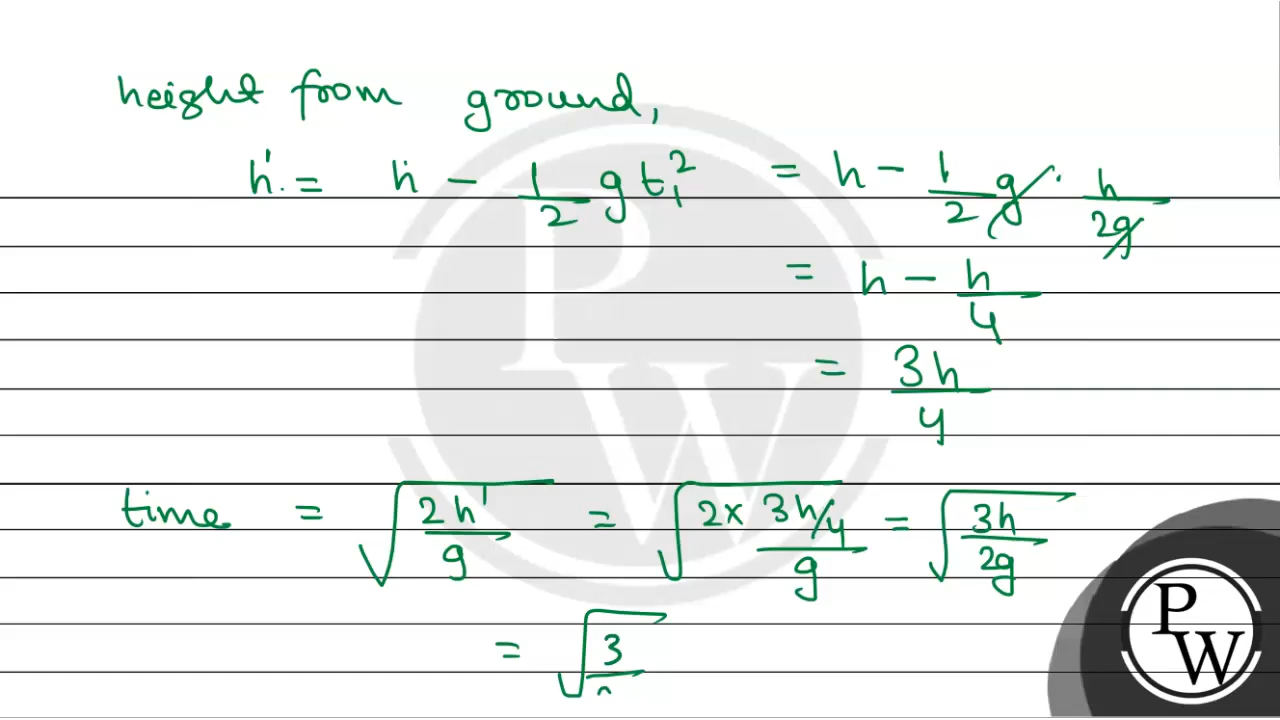 height from ground,
h' = h - 1/2 g t₁² = h - 1/2 g · h/2g
= h - h/4
= 3h/4
time = √(2h'/g) = √(2 × 3h/4 / g) = √(3h/2g)
= √(3/
P
W
P
W